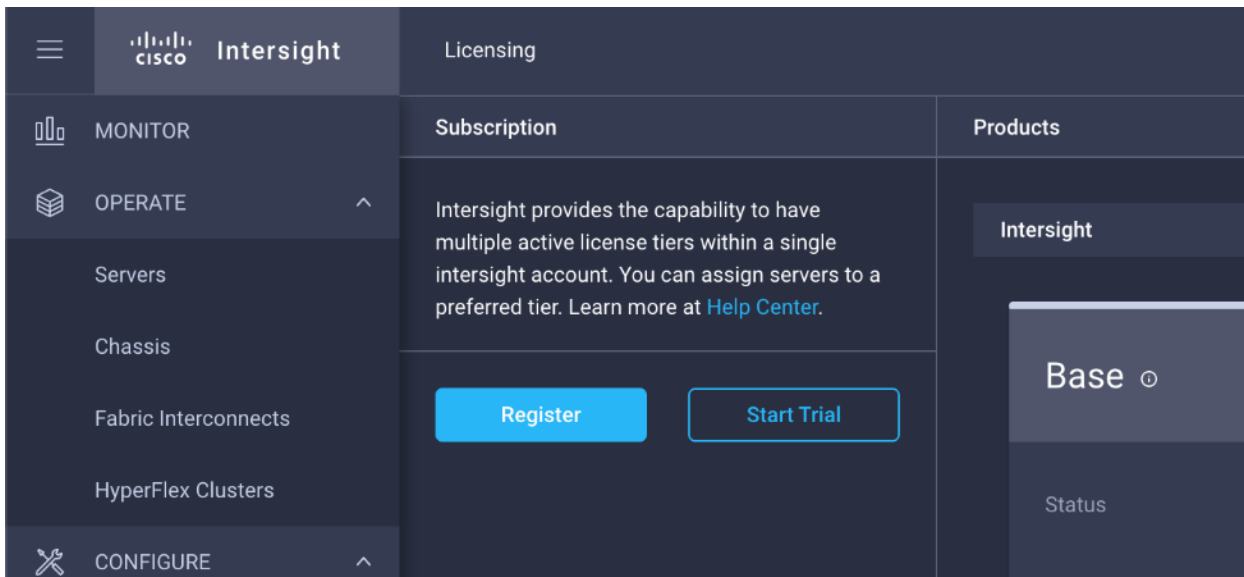 CISCO Intersight
Licensing
MONITOR
OPERATE
Servers
Chassis
Fabric Interconnects
HyperFlex Clusters
CONFIGURE
Subscription
Intersight provides the capability to have
multiple active license tiers within a single
intersight account. You can assign servers to a
preferred tier. Learn more at Help Center.
Register
Start Trial
Products
Intersight
Base
Status